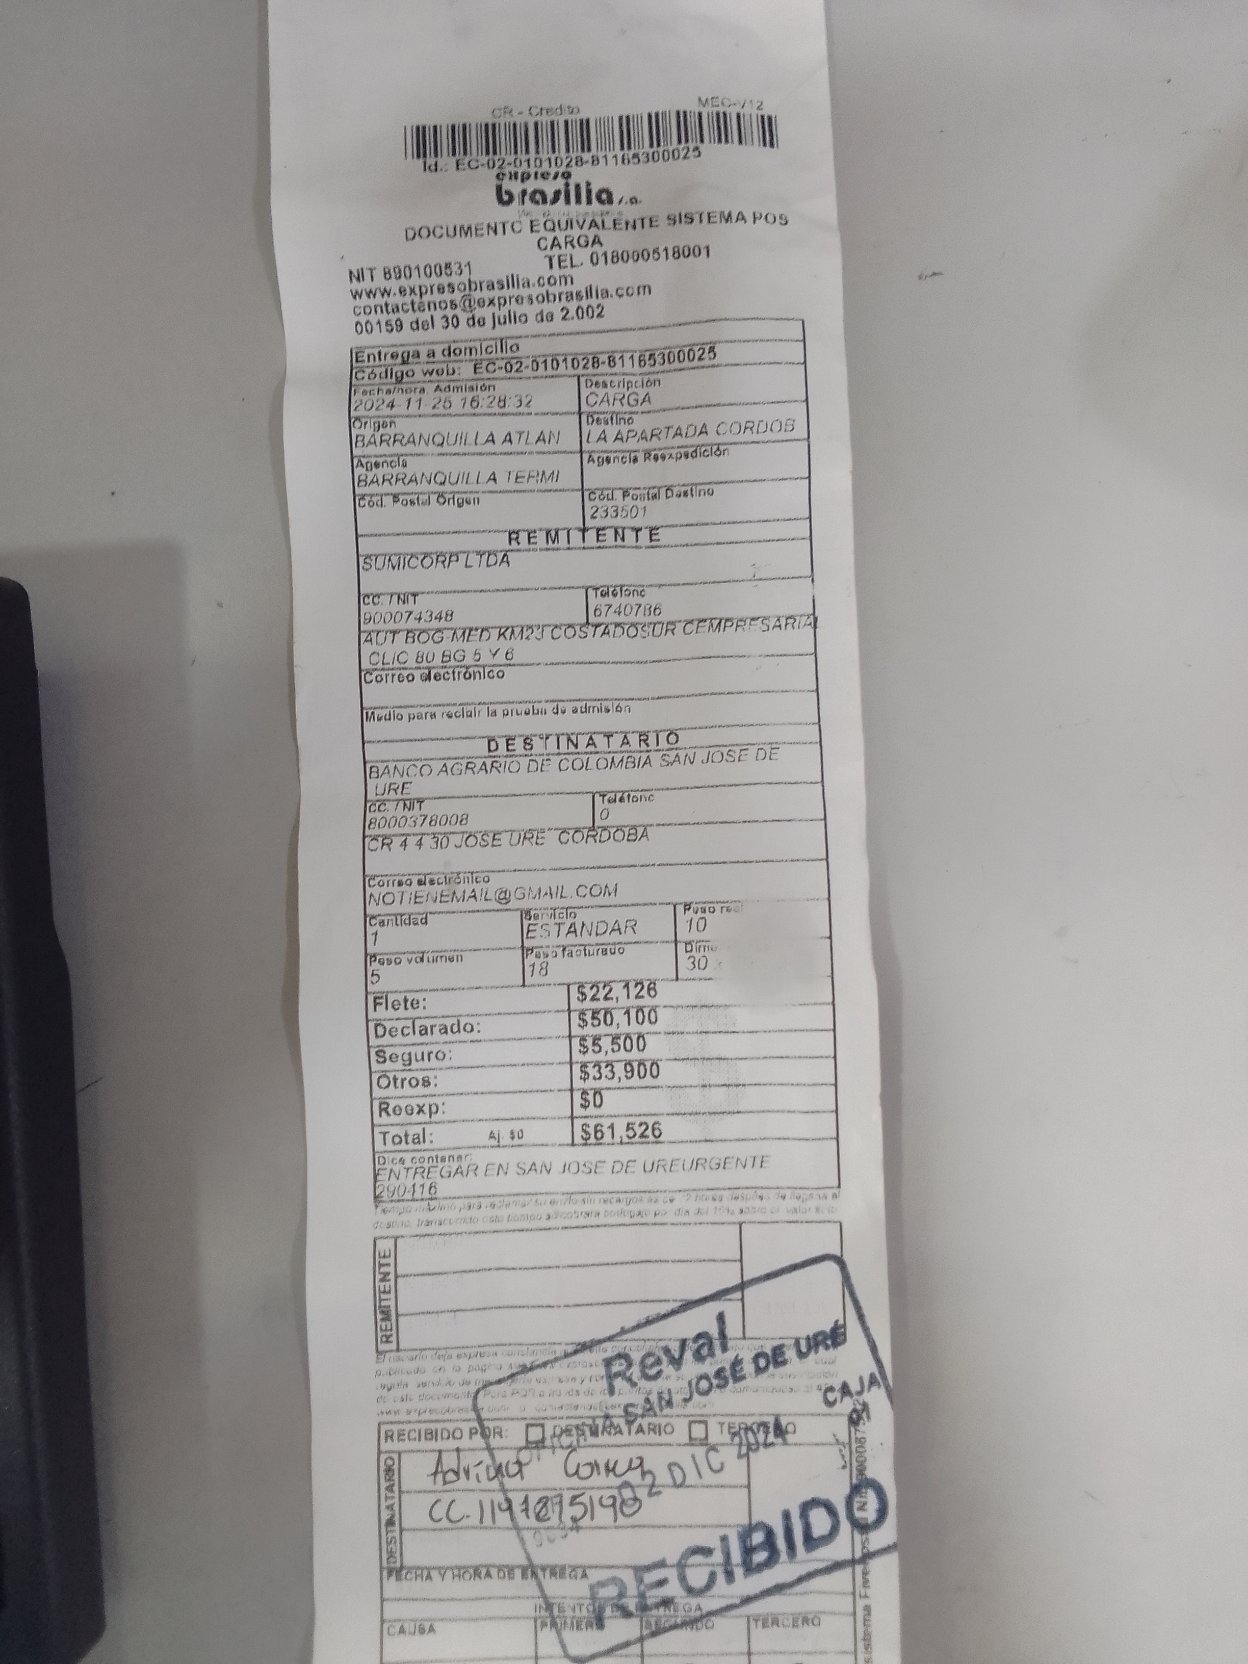 CR - Credito MEC-V12
Id.: EC-02-0101028-81165300025
expreso
brasilia s.a.
DOCUMENTO EQUIVALENTE SISTEMA POS
CARGA
NIT 890100531 TEL. 018000518001
www.expresobrasilia.com
contactenos@expresobrasilia.com
00159 del 30 de julio de 2.002
Entrega a domicilio
Código web: EC-02-0101028-81165300025
Fecha/hora. Admisión Descripción
2024-11-25 16:28:32 CARGA
Origen Destino
BARRANQUILLA ATLAN LA APARTADA CORDOB
Agencia Agencia Reexpedición
BARRANQUILLA TERMI
Cód. Postal Origen Cód. Postal Destino
233501
REMITENTE
SUMICORP LTDA
CC. / NIT Teléfono
900074348 6740786
AUT BOG-MED KM23 COSTADOSUR CEMPRESARIA
CLIC 80 BG 5 Y 6
Correo electrónico
Medio para recibir la prueba de admisión
DESTINATARIO
BANCO AGRARIO DE COLOMBIA SAN JOSE DE
URE
CC. / NIT Teléfono
8000378008 0
CR 4 4 30 JOSE URE CORDOBA
Correo electrónico
NOTIENEMAIL@GMAIL.COM
Cantidad Servicio Peso real
1 ESTANDAR 10
Peso volumen Peso facturado
5 18 30
Flete: $22,126
Declarado: $50,100
Seguro: $5,500
Otros: $33,900
Reexp: $0
Total: Aj. $0 $61,526
Dice contener:
ENTREGAR EN SAN JOSE DE UREURGENTE
290416
REMITENTE
Reval
OFICINA SAN JOSÉ DE URÉ
CAJA
RECIBIDO POR: DESTINATARIO TERCERO
02 DIC 2024
DESTINATARIO
Adriana Correa
CC. 1197875198
RECIBIDO
FECHA Y HORA DE ENTREGA
INTENTOS DE ENTREGA
CAUSA PRIMERO SEGUNDO TERCERO